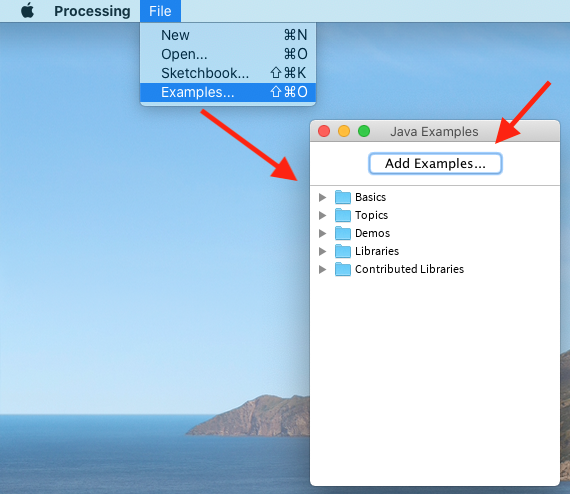 Processing File
New ⌘N
Open... ⌘O
Sketchbook... ⇧⌘K
Examples... ⇧⌘O
Java Examples
Add Examples...
Basics
Topics
Demos
Libraries
Contributed Libraries